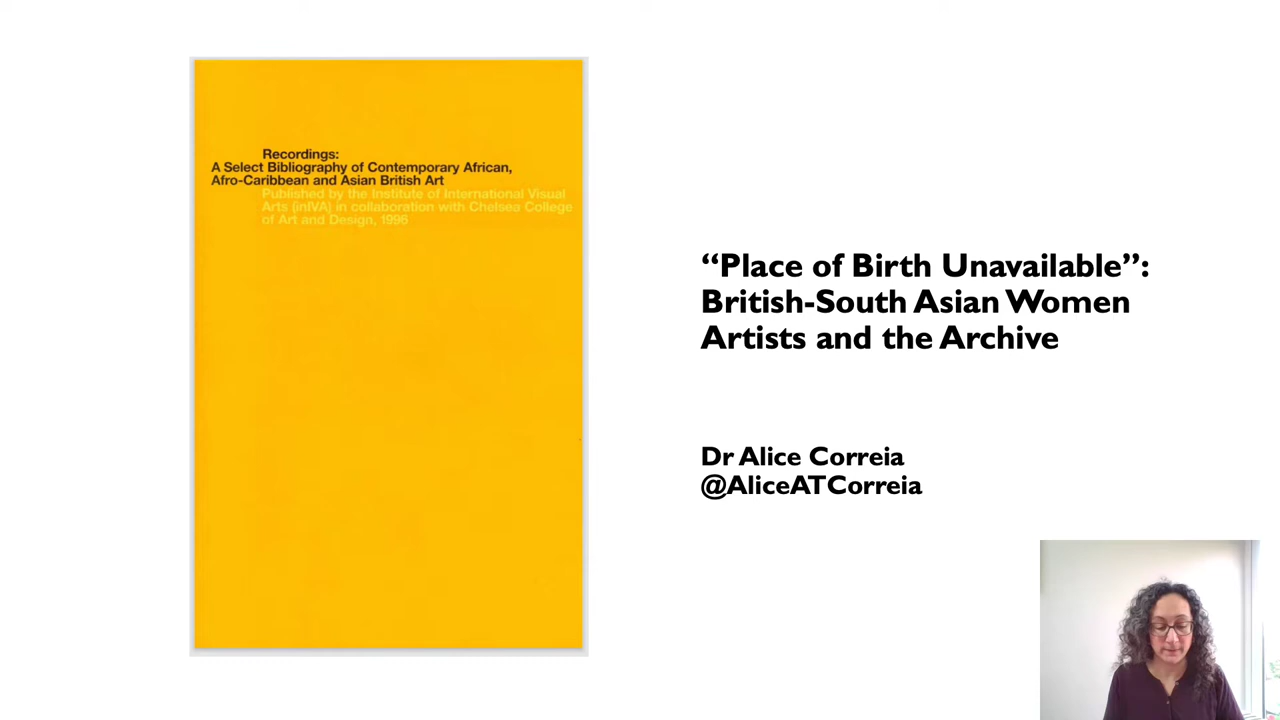 Recordings:
A Select Bibliography of Contemporary African,
Afro-Caribbean and Asian British Art
Published by the Institute of International Visual
Arts (inIVA) in collaboration with Chelsea College
of Art and Design, 1996
“Place of Birth Unavailable”:
British-South Asian Women
Artists and the Archive
Dr Alice Correia
@AliceATCorreia